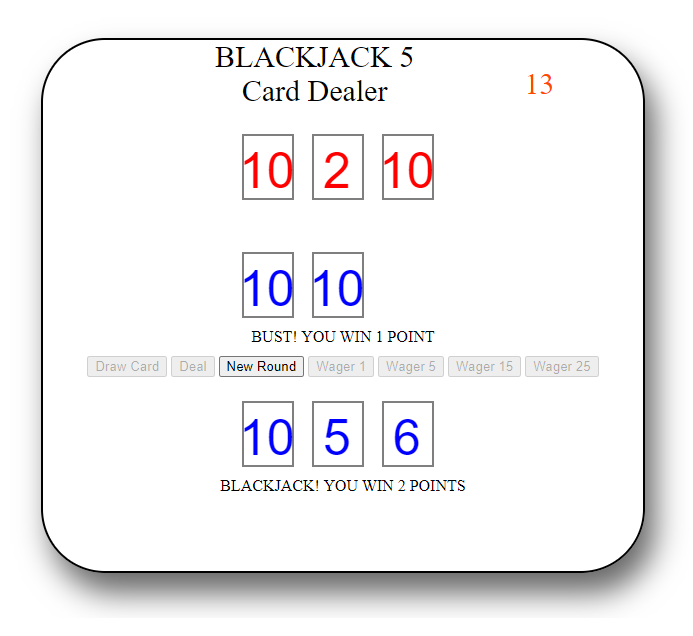 BLACKJACK 5
Card Dealer
13
10 2 10
10 10
BUST! YOU WIN 1 POINT
Draw Card Deal New Round Wager 1 Wager 5 Wager 15 Wager 25
10 5 6
BLACKJACK! YOU WIN 2 POINTS